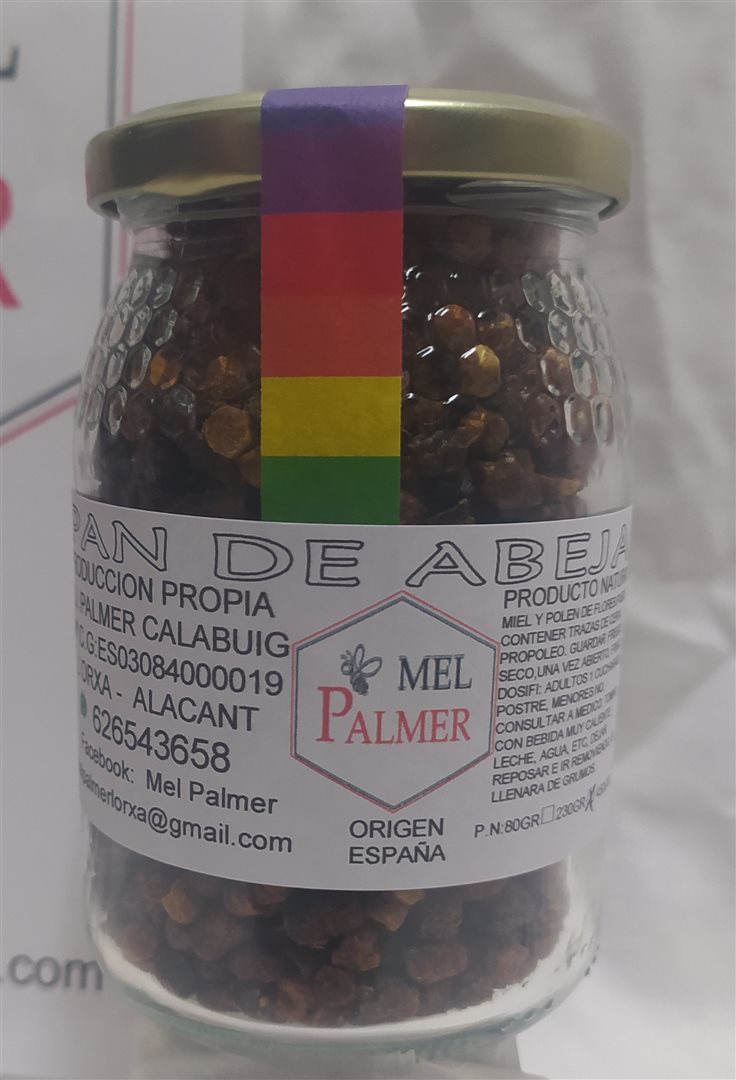 PAN DE ABEJA
PRODUCCION PROPIA
PALMER CALABUIG
C.G:ES03084000019
LORXA - ALACANT
626543658
Facebook: Mel Palmer
palmerlorxa@gmail.com
MEL
PALMER
ORIGEN
ESPAÑA
PRODUCTO
MIEL Y POLEN DE FLORES
CONTENER TRAZAS DE
PROPOLEO. GUARDAR
SECO,UNA VEZ ABIERTO,
DOSIFI: ADULTOS 1
POSTRE, MENORES NO,
CONSULTAR A MEDICO,
CON BEBIDA MUY CALIENTE,
LECHE, AGUA, ETC, DEJAR
REPOSAR E IR REMOVIENDO
LLENARA DE GRUMOS.
P.N:80GR 230GR
.com